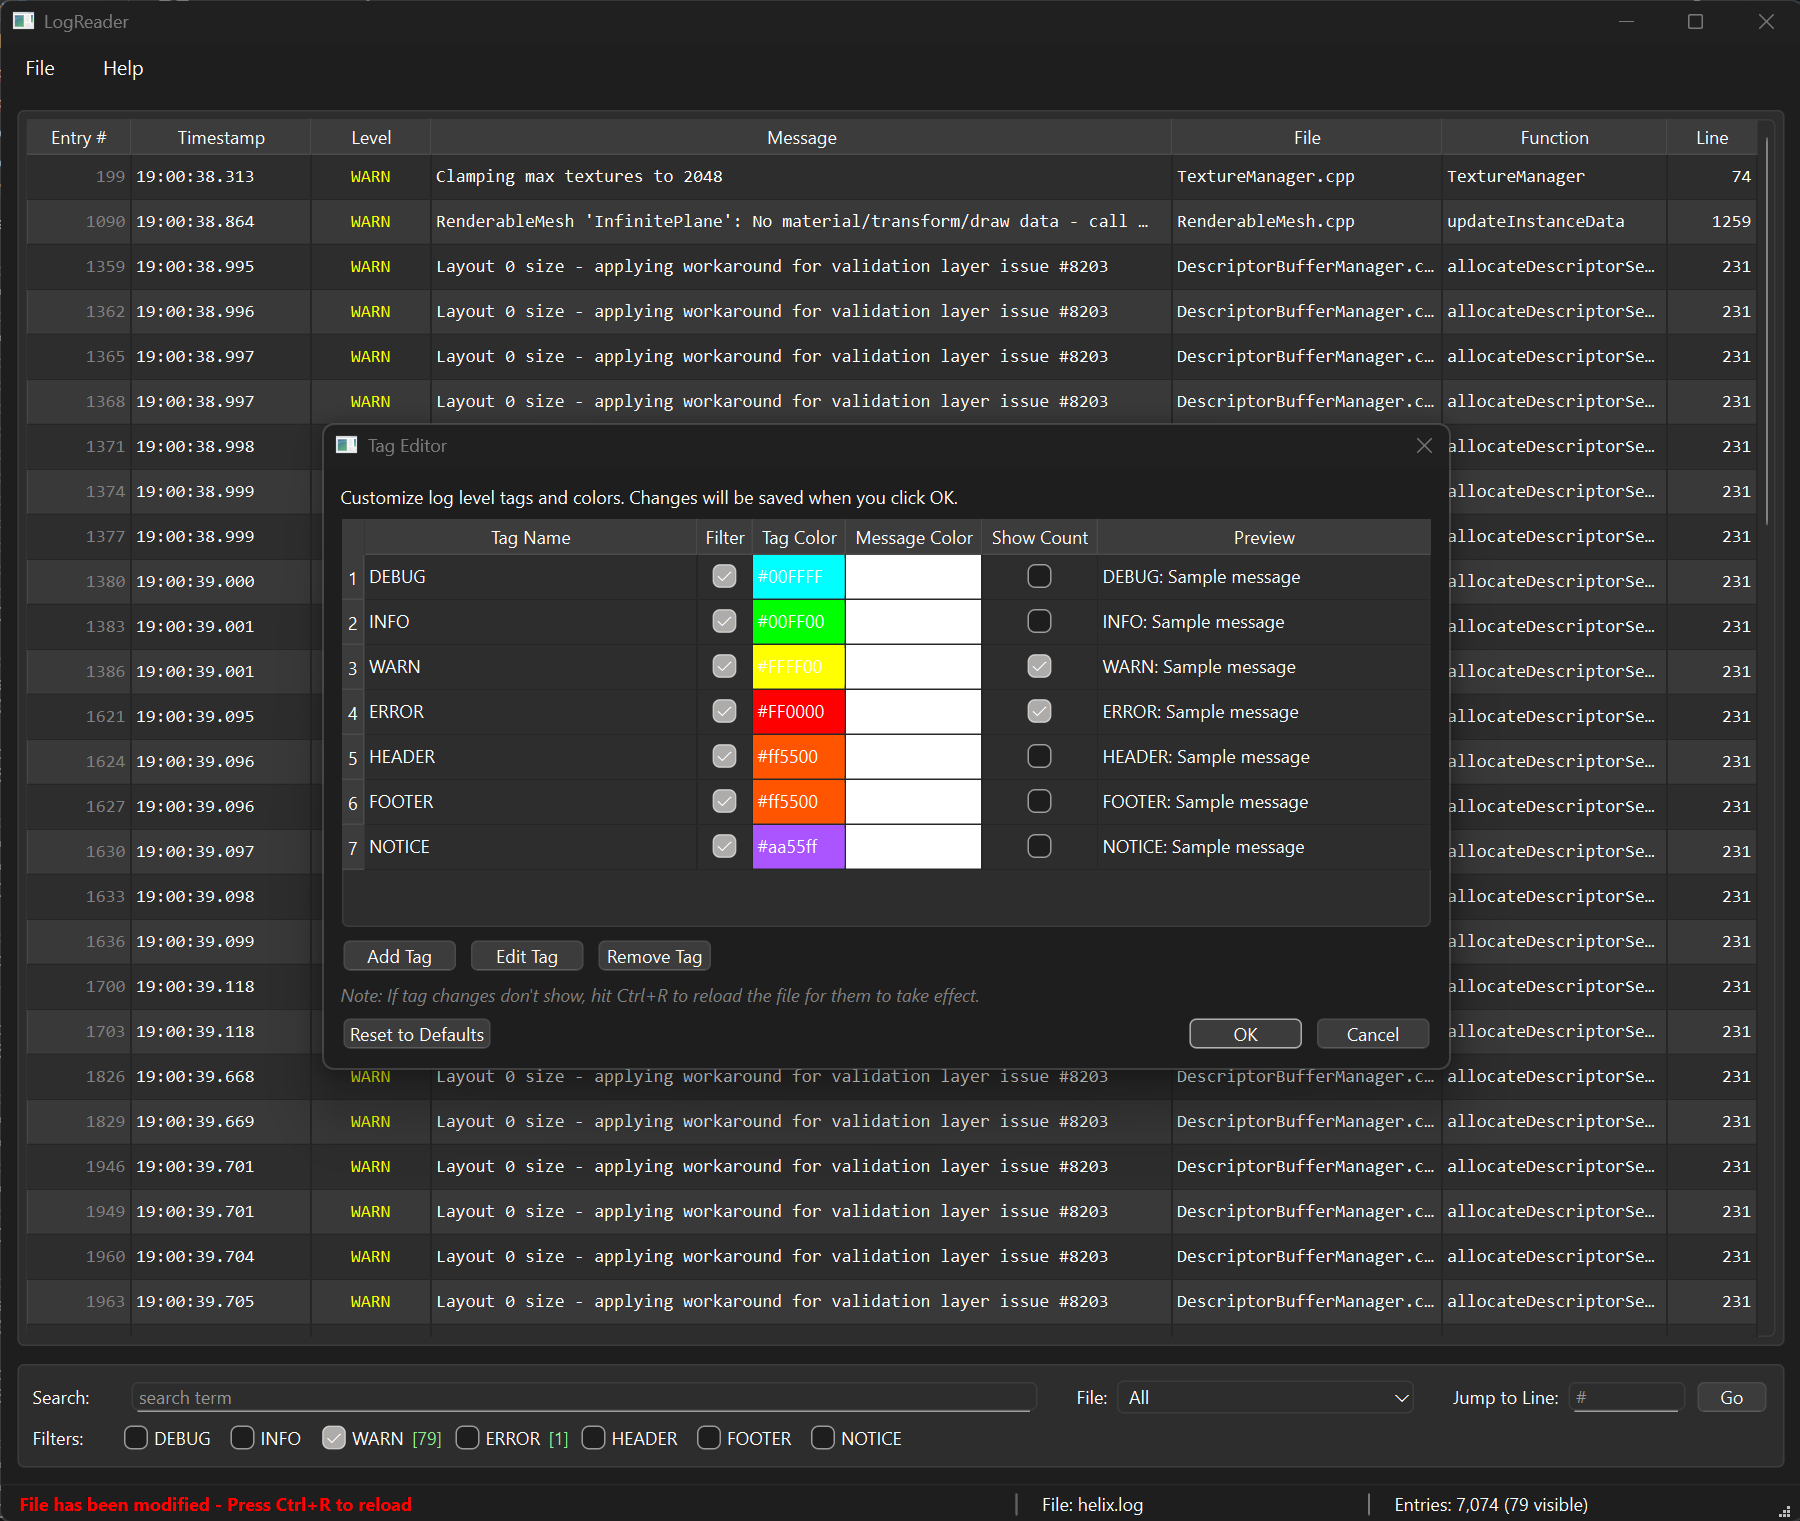 LogReader
File Help
Entry # Timestamp Level Message File Function Line
199 19:00:38.313 WARN Clamping max textures to 2048 TextureManager.cpp TextureManager 74
1090 19:00:38.864 WARN RenderableMesh 'InfinitePlane': No material/transform/draw data - call … RenderableMesh.cpp updateInstanceData 1259
1359 19:00:38.995 WARN Layout 0 size - applying workaround for validation layer issue #8203 DescriptorBufferManager.c… allocateDescriptorSe… 231
1362 19:00:38.996 WARN Layout 0 size - applying workaround for validation layer issue #8203 DescriptorBufferManager.c… allocateDescriptorSe… 231
1365 19:00:38.997 WARN Layout 0 size - applying workaround for validation layer issue #8203 DescriptorBufferManager.c… allocateDescriptorSe… 231
1368 19:00:38.997 WARN Layout 0 size - applying workaround for validation layer issue #8203 DescriptorBufferManager.c… allocateDescriptorSe… 231
1371 19:00:38.998 allocateDescriptorSe… 231
1374 19:00:38.999 allocateDescriptorSe… 231
1377 19:00:38.999 allocateDescriptorSe… 231
1380 19:00:39.000 allocateDescriptorSe… 231
1383 19:00:39.001 allocateDescriptorSe… 231
1386 19:00:39.001 allocateDescriptorSe… 231
1621 19:00:39.095 allocateDescriptorSe… 231
1624 19:00:39.096 allocateDescriptorSe… 231
1627 19:00:39.096 allocateDescriptorSe… 231
1630 19:00:39.097 allocateDescriptorSe… 231
1633 19:00:39.098 allocateDescriptorSe… 231
1636 19:00:39.099 allocateDescriptorSe… 231
1700 19:00:39.118 allocateDescriptorSe… 231
1703 19:00:39.118 allocateDescriptorSe… 231
1826 19:00:39.668 WARN Layout 0 size - applying workaround for validation layer issue #8203 DescriptorBufferManager.c… allocateDescriptorSe… 231
1829 19:00:39.669 WARN Layout 0 size - applying workaround for validation layer issue #8203 DescriptorBufferManager.c… allocateDescriptorSe… 231
1946 19:00:39.701 WARN Layout 0 size - applying workaround for validation layer issue #8203 DescriptorBufferManager.c… allocateDescriptorSe… 231
1949 19:00:39.701 WARN Layout 0 size - applying workaround for validation layer issue #8203 DescriptorBufferManager.c… allocateDescriptorSe… 231
1960 19:00:39.704 WARN Layout 0 size - applying workaround for validation layer issue #8203 DescriptorBufferManager.c… allocateDescriptorSe… 231
1963 19:00:39.705 WARN Layout 0 size - applying workaround for validation layer issue #8203 DescriptorBufferManager.c… allocateDescriptorSe… 231
Tag Editor
Customize log level tags and colors. Changes will be saved when you click OK.
Tag Name Filter Tag Color Message Color Show Count Preview
1 DEBUG #00FFFF DEBUG: Sample message
2 INFO #00FF00 INFO: Sample message
3 WARN #FFFF00 WARN: Sample message
4 ERROR #FF0000 ERROR: Sample message
5 HEADER #ff5500 HEADER: Sample message
6 FOOTER #ff5500 FOOTER: Sample message
7 NOTICE #aa55ff NOTICE: Sample message
Add Tag Edit Tag Remove Tag
Note: If tag changes don't show, hit Ctrl+R to reload the file for them to take effect.
Reset to Defaults OK Cancel
Search: search term File: All Jump to Line: # Go
Filters: DEBUG INFO WARN [79] ERROR [1] HEADER FOOTER NOTICE
File has been modified - Press Ctrl+R to reload File: helix.log Entries: 7,074 (79 visible)